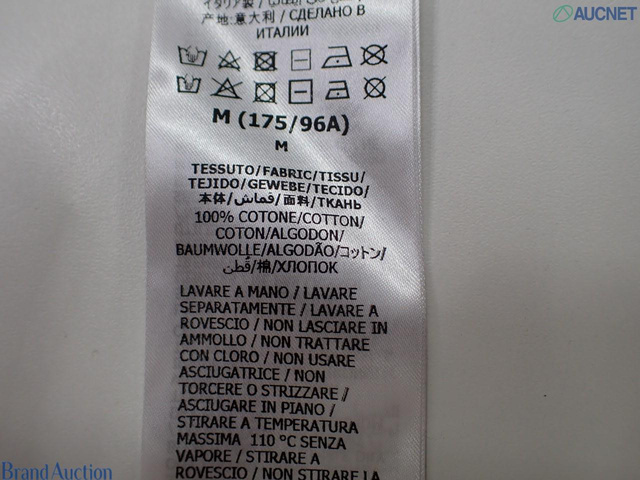 イタリア製 /
AUCNET
产地:意大利 / СДЕЛАНО В
ИТАЛИИ
M (175/96A)
M
TESSUTO/FABRIC/TISSU/
TEJIDO/GEWEBE/TECIDO/
本体/قماش/面料/ТКАНЬ
100% COTONE/COTTON/
COTON/ALGODON/
BAUMWOLLE/ALGODÃO/コットン/
قُطن/棉/ХЛОПОК
LAVARE A MANO / LAVARE
SEPARATAMENTE / LAVARE A
ROVESCIO / NON LASCIARE IN
AMMOLLO / NON TRATTARE
CON CLORO / NON USARE
ASCIUGATRICE / NON
TORCERE O STRIZZARE /
ASCIUGARE IN PIANO /
STIRARE A TEMPERATURA
MASSIMA 110 °C SENZA
VAPORE / STIRARE A
ROVESCIO / NON STIRARE LA
Brand Auction